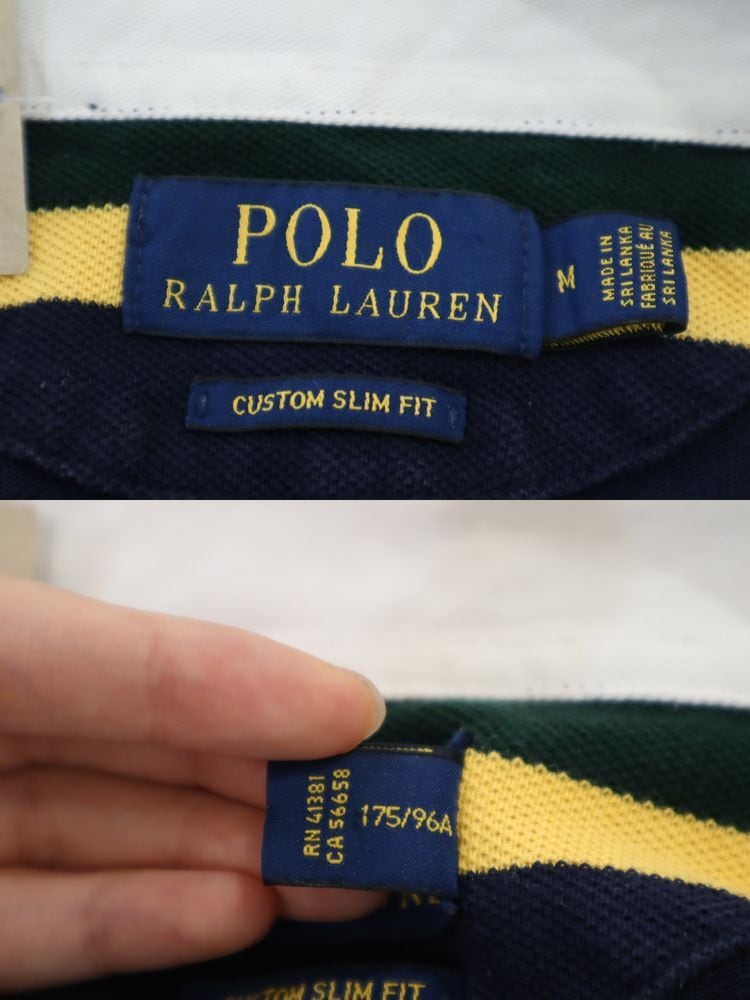 POLO
RALPH LAUREN
M
MADE IN
SRI LANKA
FABRIQUÉ AU
SRI LANKA
CUSTOM SLIM FIT
RN 41381
CA 56658
175/96A
CUSTOM SLIM FIT